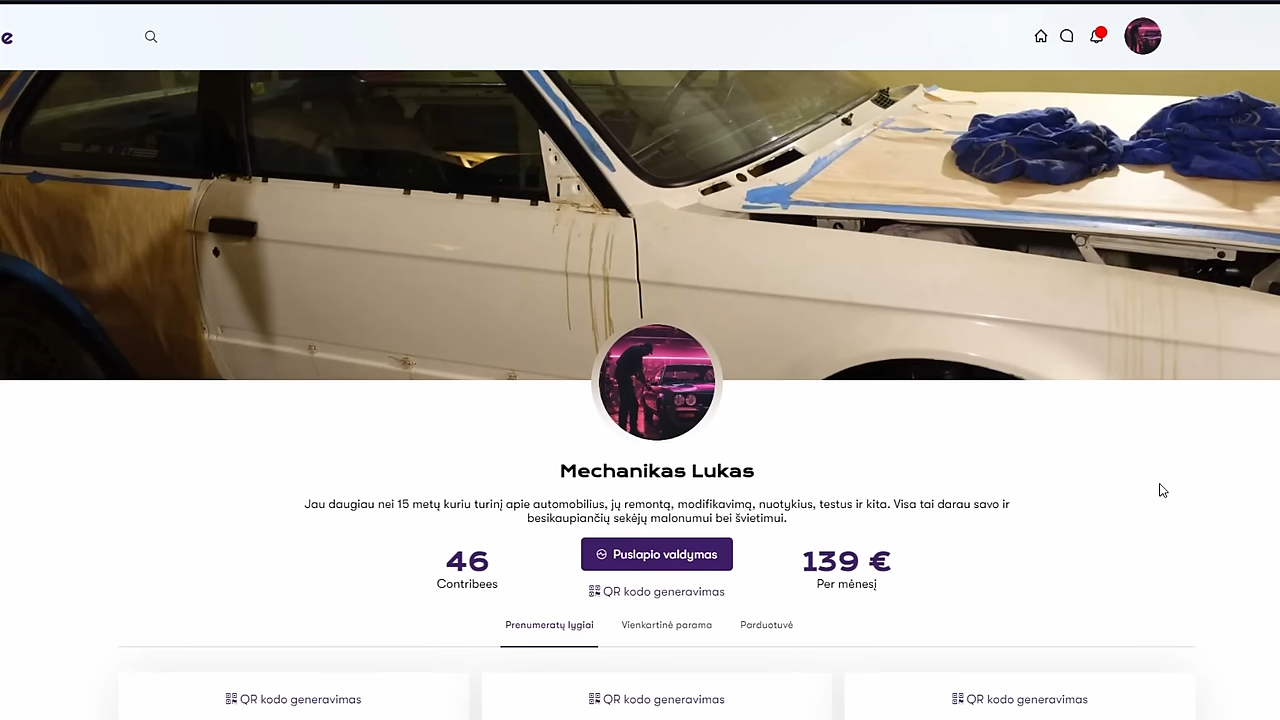 e
Mechanikas Lukas
Jau daugiau nei 15 metų kuriu turinį apie automobilius, jų remontą, modifikavimą, nuotykius, testus ir kita. Visa tai darau savo ir
besikaupiančių sekėjų malonumui bei švietimui.
46
Contribees
Puslapio valdymas
QR kodo generavimas
139 €
Per mėnesį
Prenumeratų lygiai
Vienkartinė parama
Parduotuvė
QR kodo generavimas
QR kodo generavimas
QR kodo generavimas